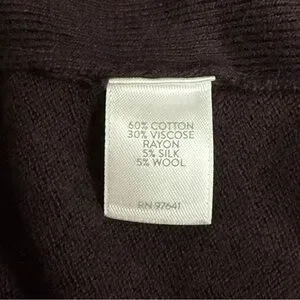 60% COTTON
30% VISCOSE
RAYON
5% SILK
5% WOOL
RN 97641